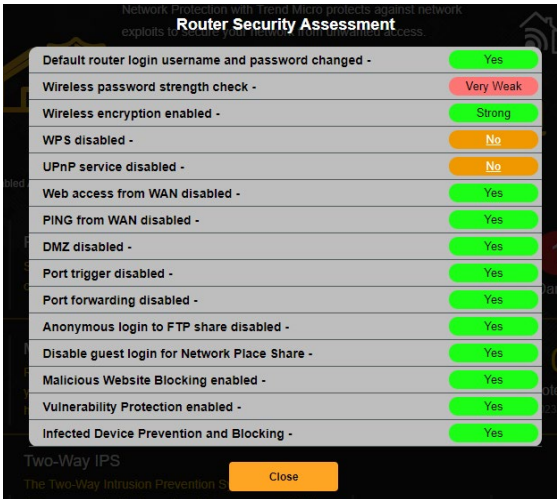 Network Protection with Trend Micro protects against network
Router Security Assessment
exploits to secure your network from unwanted access.
Default router login username and password changed - Yes
Wireless password strength check - Very Weak
Wireless encryption enabled - Strong
WPS disabled - No
UPnP service disabled - No
Web access from WAN disabled - Yes
PING from WAN disabled - Yes
DMZ disabled - Yes
Port trigger disabled - Yes
Port forwarding disabled - Yes
Anonymous login to FTP share disabled - Yes
Disable guest login for Network Place Share - Yes
Malicious Website Blocking enabled - Yes
Vulnerability Protection enabled - Yes
Infected Device Prevention and Blocking - Yes
Two-Way IPS
The Two-Way Intrusion Prevention
Close